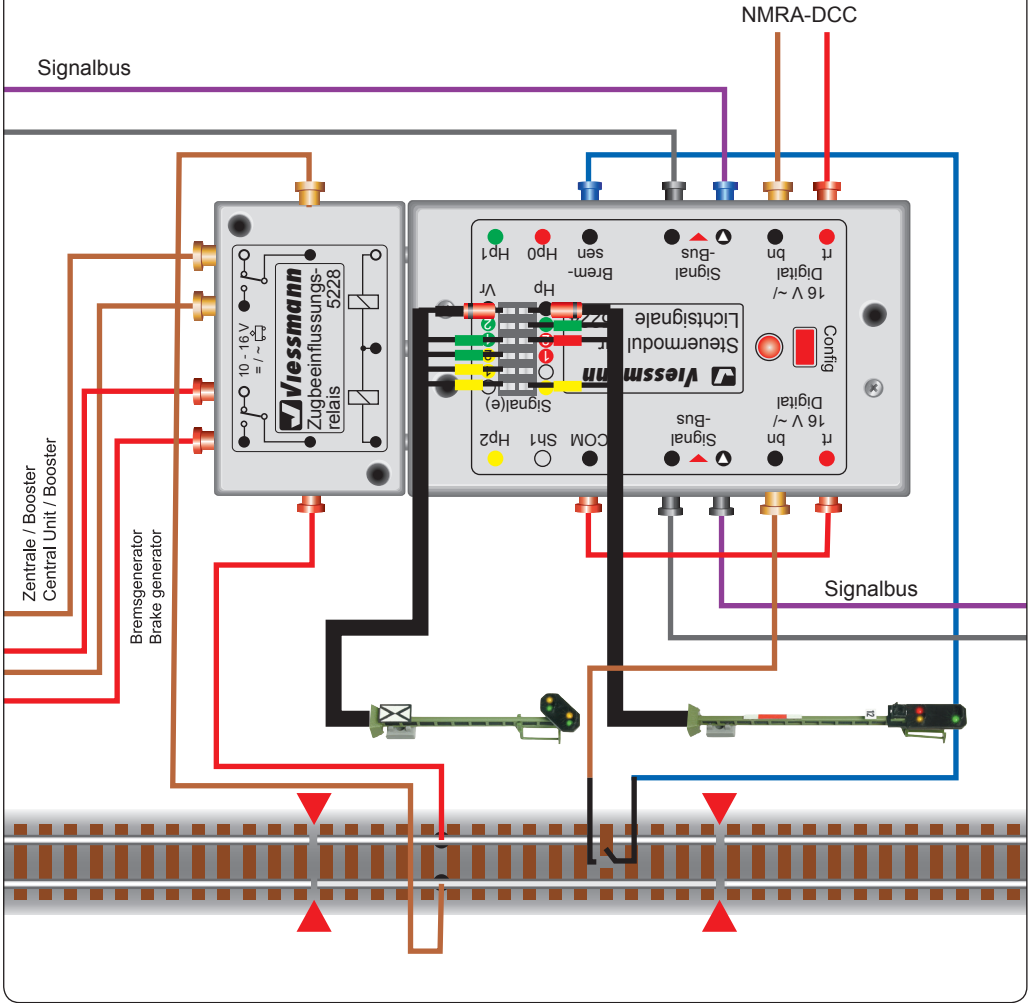 NMRA-DCC
Signalbus
Hp1
Hp0
Brem-
sen
Signal
-Bus
bn
rt
16 V ~/
Digital
Vr
Hp
Viessmann
Zugbeeinflussungs-
relais
5228
10 - 16 V
= / ~
Steuermodul
Lichtsignale
Viessmann
Config
Signal(e)
Hp2
Sh1
COM
Signal
-Bus
bn
rt
16 V ~/
Digital
Zentrale / Booster
Central Unit / Booster
Bremsgenerator
Brake generator
Signalbus
12